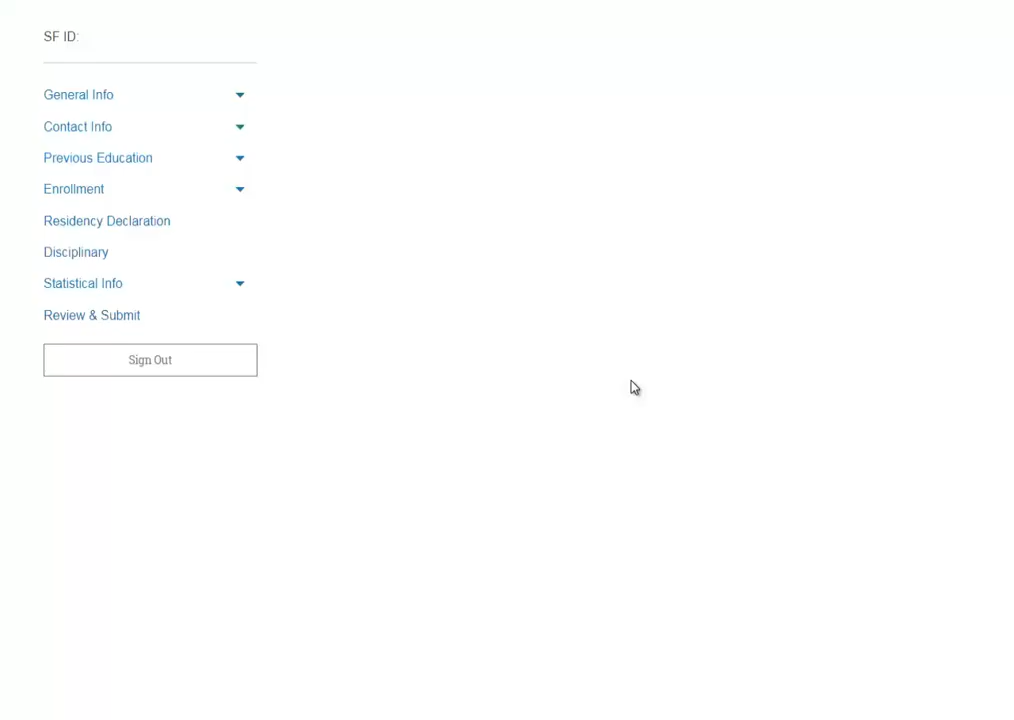 SF ID:
General Info
Contact Info
Previous Education
Enrollment
Residency Declaration
Disciplinary
Statistical Info
Review & Submit
Sign Out